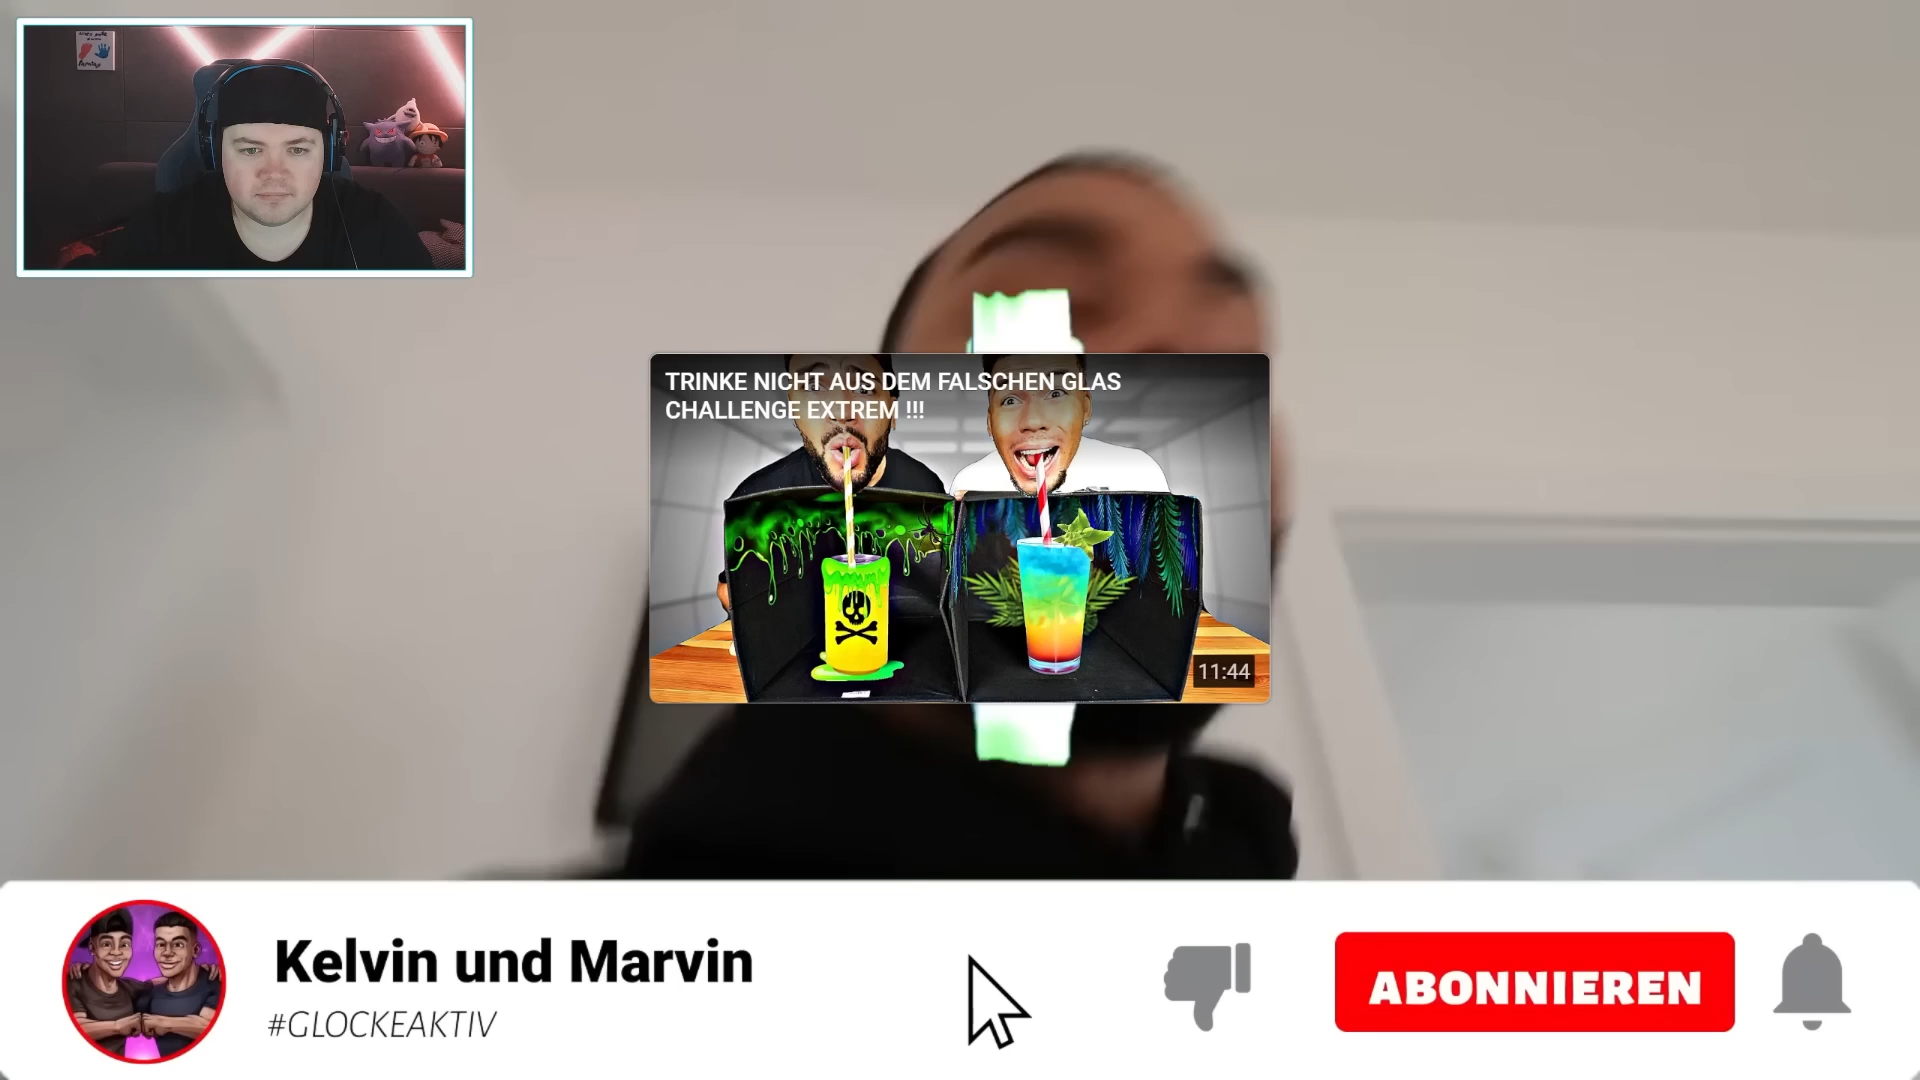 TRINKE NICHT AUS DEM FALSCHEN GLAS
CHALLENGE EXTREM !!!
11:44
Kelvin und Marvin
#GLOCKEAKTIV
ABONNIEREN